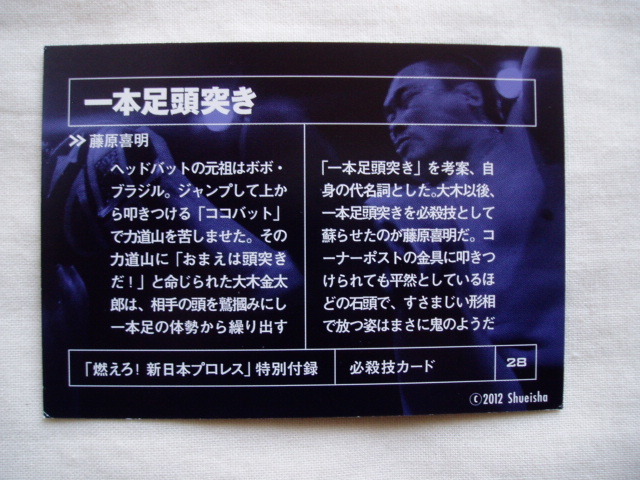 一本足頭突き
≫ 藤原喜明
ヘッドバットの元祖はボボ・
ブラジル。ジャンプして上か
ら叩きつける「ココバット」
で力道山を苦しませた。その
力道山に「おまえは頭突き
だ！」と命じられた大木金太
郎は、相手の頭を鷲掴みにし
一本足の体勢から繰り出す
「一本足頭突き」を考案、自
身の代名詞とした。大木以後、
一本足頭突きを必殺技として
蘇らせたのが藤原喜明だ。コ
ーナーポストの金具に叩きつ
けられても平然としているほ
どの石頭で、すさまじい形相
で放つ姿はまさに鬼のようだ
「燃えろ！新日本プロレス」特別付録
必殺技カード
28
©2012 Shueisha